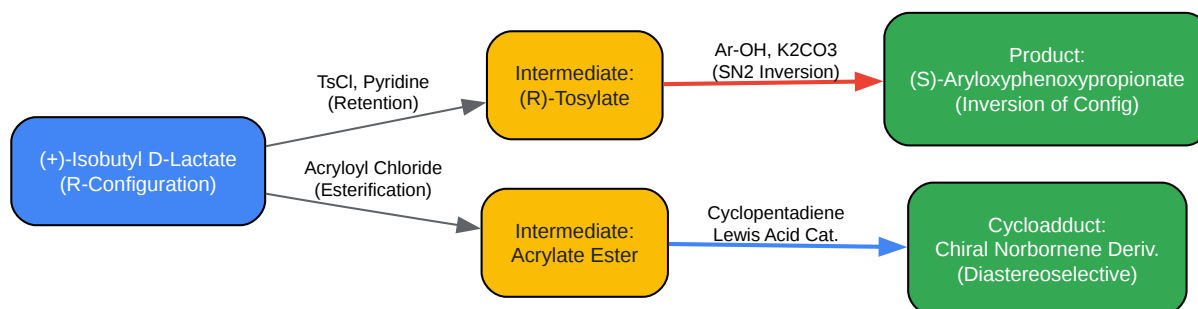 (+)-Isobutyl D-Lactate
(R-Configuration)
TsCl, Pyridine
(Retention)
Intermediate:
(R)-Tosylate
Ar-OH, K2CO3
(SN2 Inversion)
Product:
(S)-Aryloxyphenoxypropionate
(Inversion of Config)
Acryloyl Chloride
(Esterification)
Intermediate:
Acrylate Ester
Cyclopentadiene
Lewis Acid Cat.
Cycloadduct:
Chiral Norbornene Deriv.
(Diastereoselective)